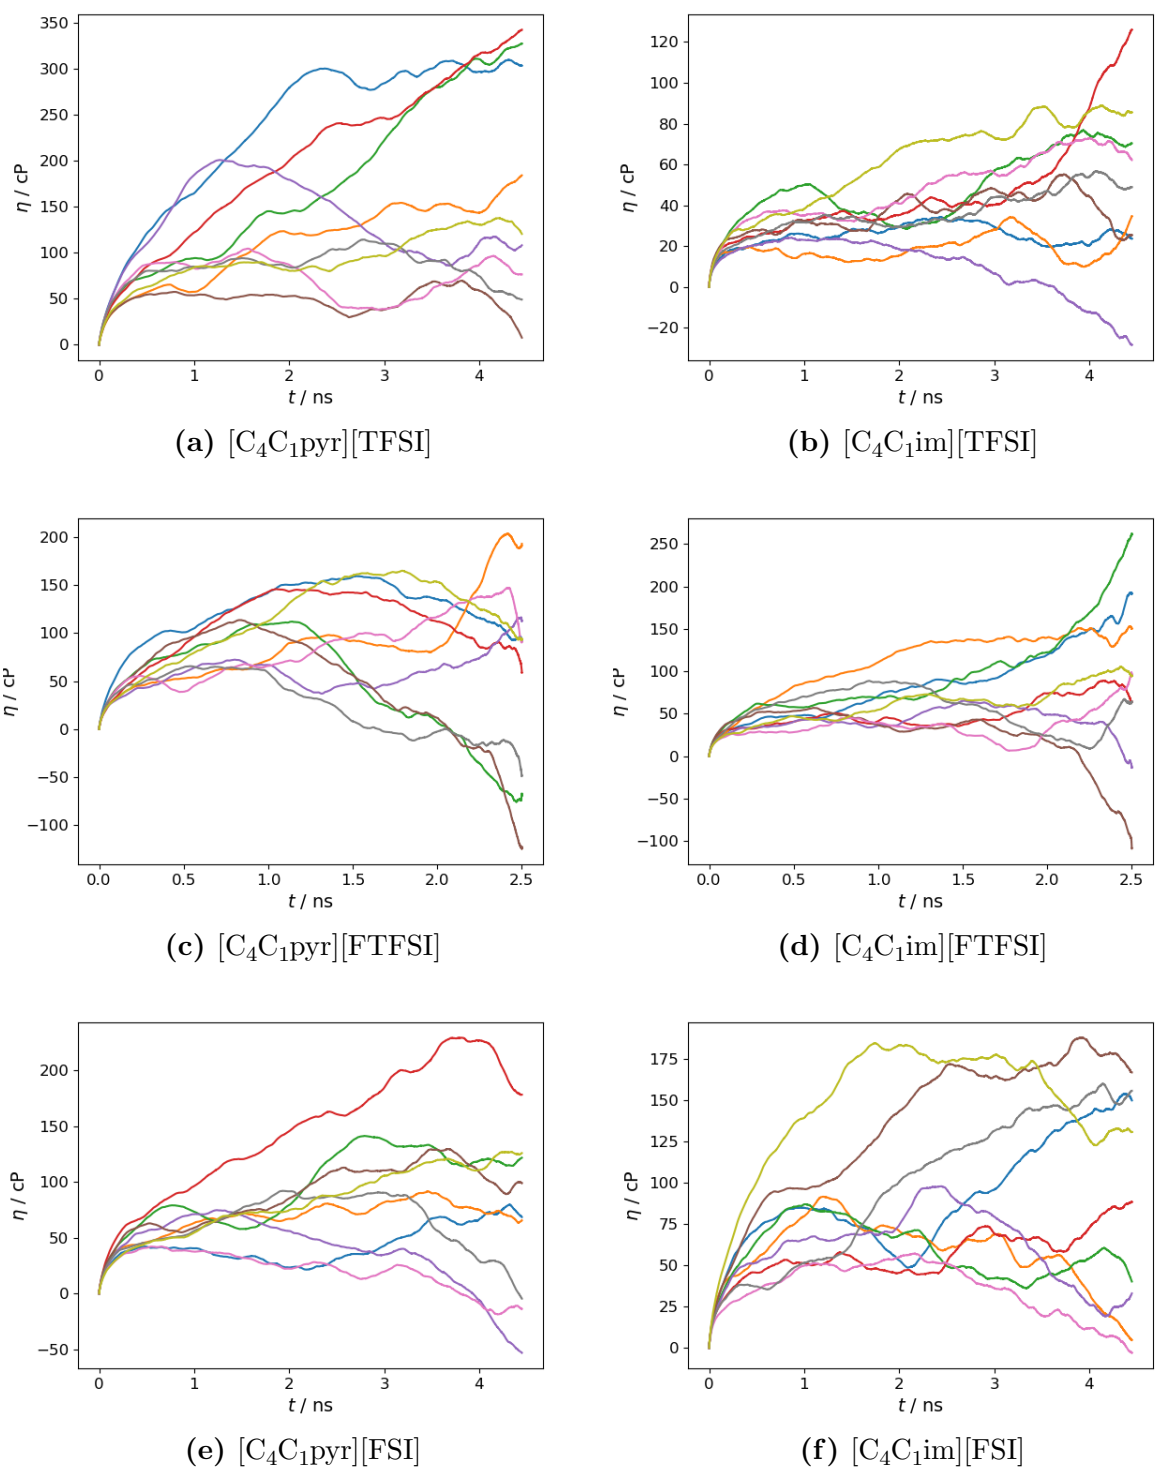 350
300
250
200
150
100
50
0
η / cP
0 1 2 3 4
t / ns
(a) [C₄C₁pyr][TFSI]
120
100
80
60
40
20
0
−20
η / cP
0 1 2 3 4
t / ns
(b) [C₄C₁im][TFSI]
200
150
100
50
0
−50
−100
η / cP
0.0 0.5 1.0 1.5 2.0 2.5
t / ns
(c) [C₄C₁pyr][FTFSI]
250
200
150
100
50
0
−50
−100
η / cP
0.0 0.5 1.0 1.5 2.0 2.5
t / ns
(d) [C₄C₁im][FTFSI]
200
150
100
50
0
−50
η / cP
0 1 2 3 4
t / ns
(e) [C₄C₁pyr][FSI]
175
150
125
100
75
50
25
0
η / cP
0 1 2 3 4
t / ns
(f) [C₄C₁im][FSI]